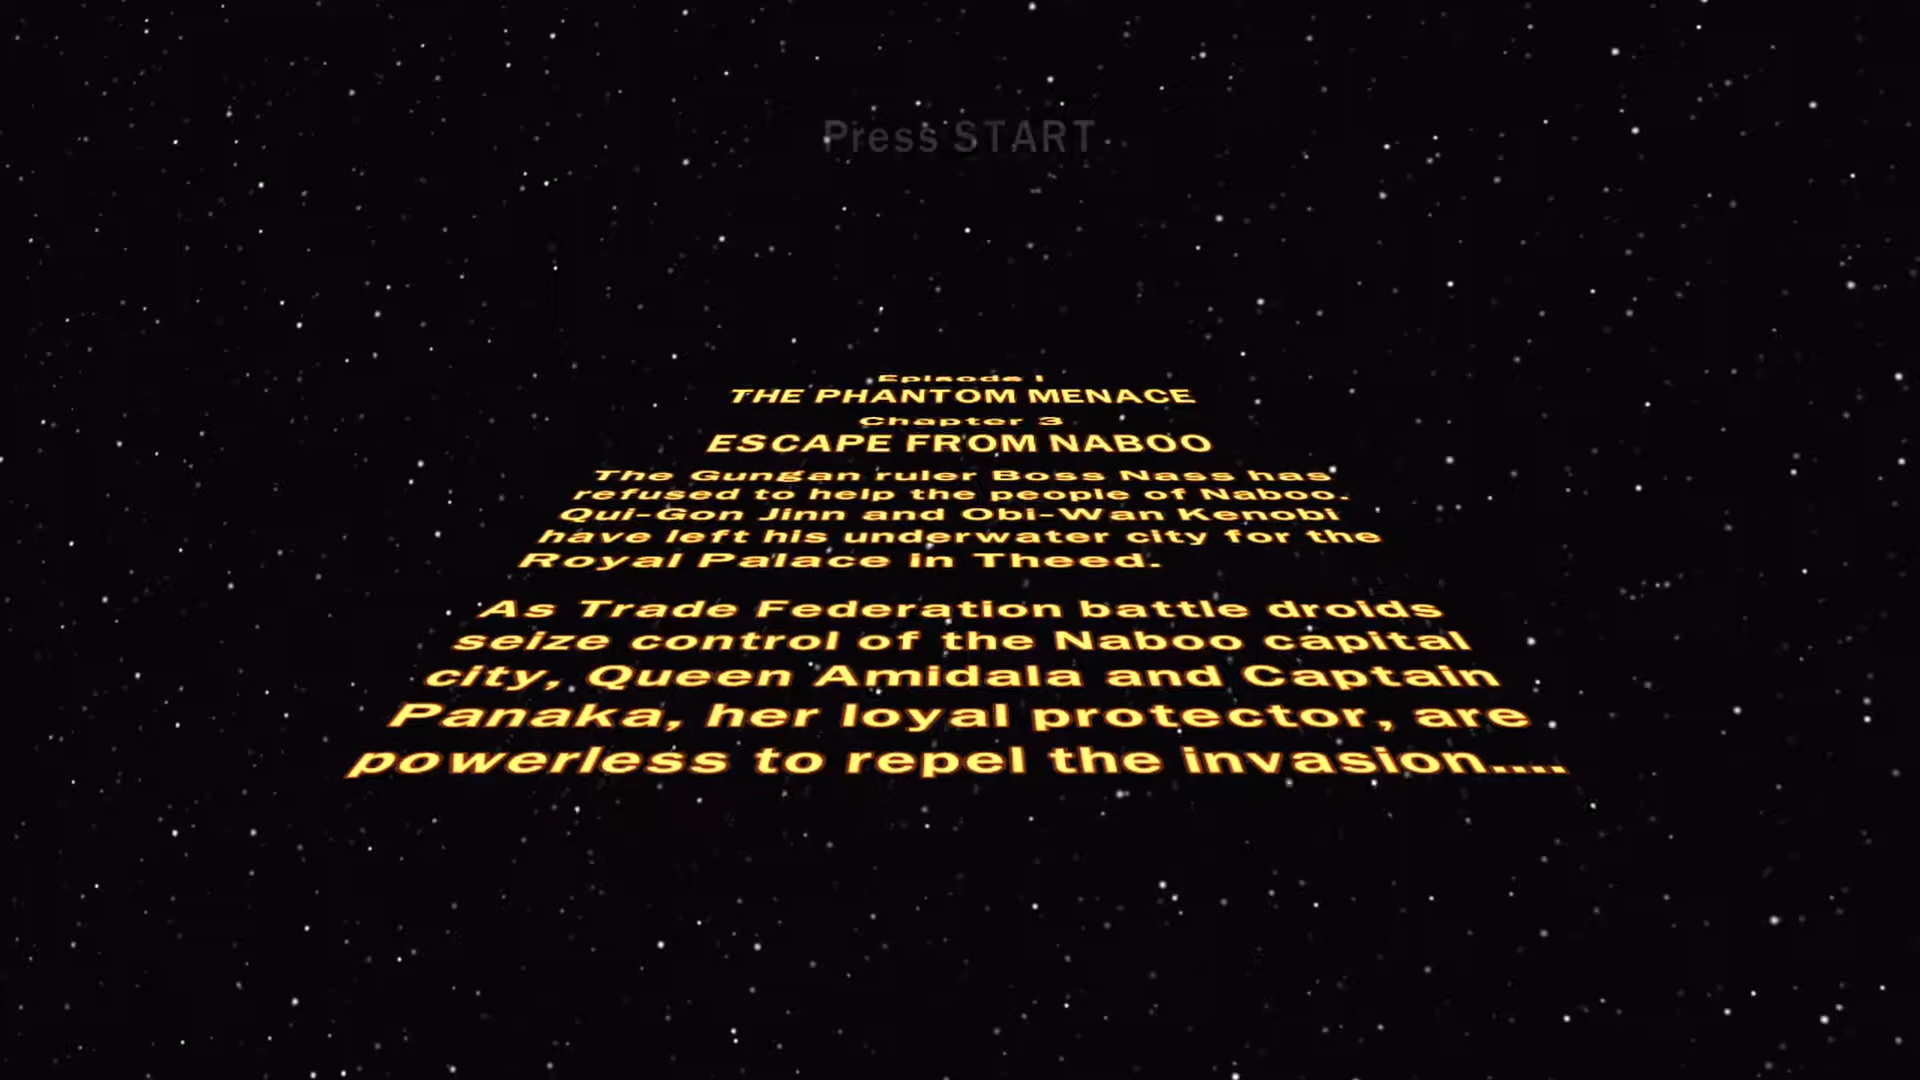 Press START
Episode I
THE PHANTOM MENACE
Chapter 3
ESCAPE FROM NABOO
The Gungan ruler Boss Nass has
refused to help the people of Naboo.
Qui-Gon Jinn and Obi-Wan Kenobi
have left his underwater city for the
Royal Palace in Theed.
As Trade Federation battle droids
seize control of the Naboo capital
city, Queen Amidala and Captain
Panaka, her loyal protector, are
powerless to repel the invasion....